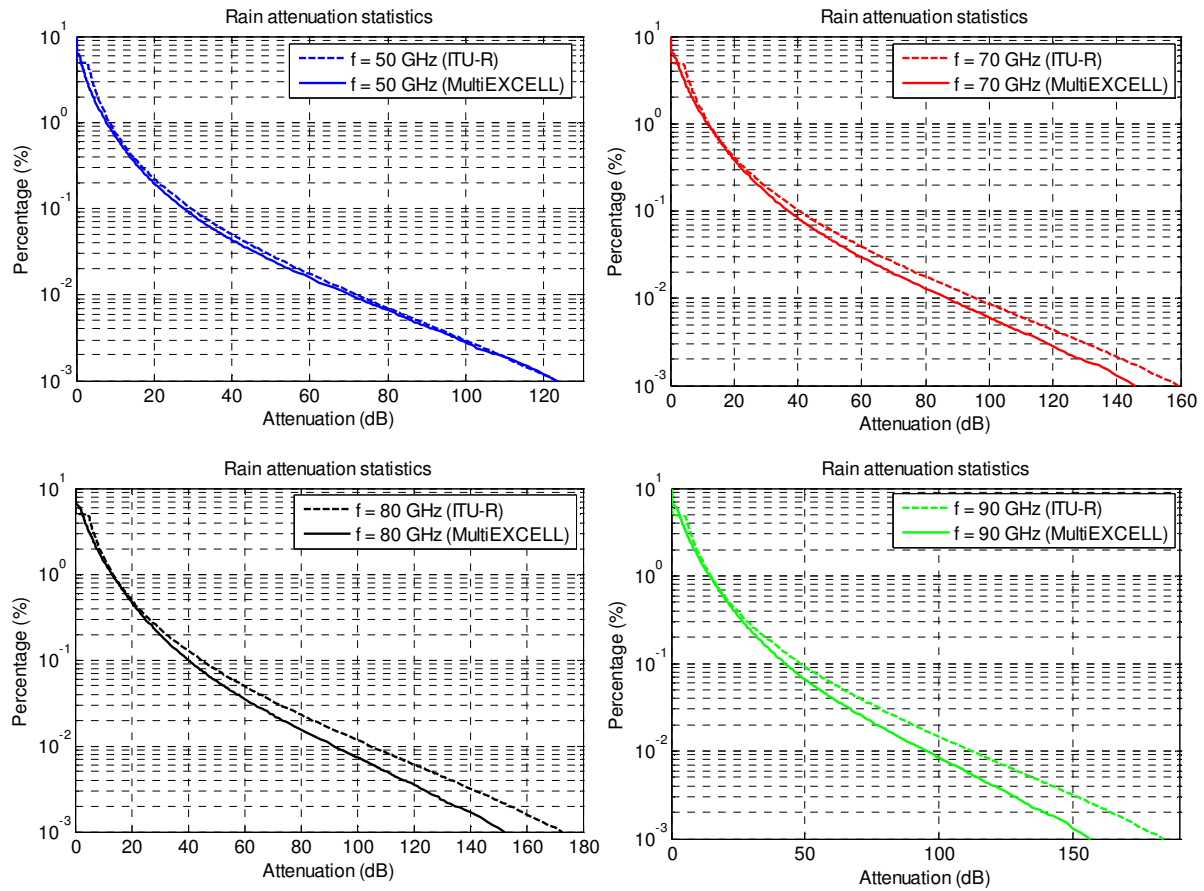 Rain attenuation statistics
f = 50 GHz (ITU-R)
f = 50 GHz (MultiEXCELL)
Percentage (%)
10^1
10^0
10^-1
10^-2
10^-3
0 20 40 60 80 100 120
Attenuation (dB)
Rain attenuation statistics
f = 70 GHz (ITU-R)
f = 70 GHz (MultiEXCELL)
Percentage (%)
10^1
10^0
10^-1
10^-2
10^-3
0 20 40 60 80 100 120 140 160
Attenuation (dB)
Rain attenuation statistics
f = 80 GHz (ITU-R)
f = 80 GHz (MultiEXCELL)
Percentage (%)
10^1
10^0
10^-1
10^-2
10^-3
0 20 40 60 80 100 120 140 160 180
Attenuation (dB)
Rain attenuation statistics
f = 90 GHz (ITU-R)
f = 90 GHz (MultiEXCELL)
Percentage (%)
10^1
10^0
10^-1
10^-2
10^-3
0 50 100 150
Attenuation (dB)